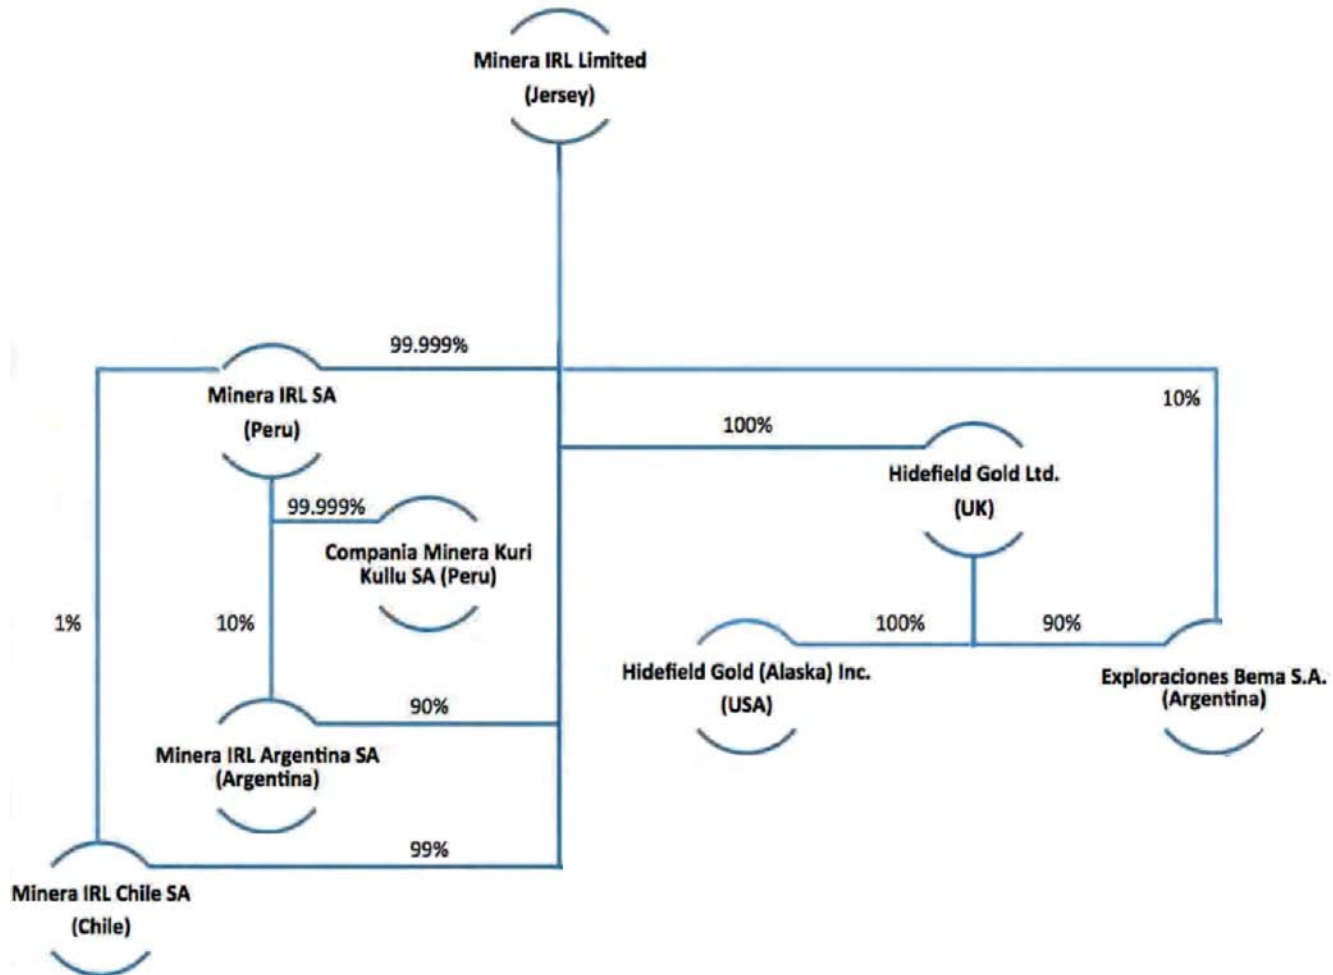 Minera IRL Limited
(Jersey)
99.999%
Minera IRL SA
(Peru)
10%
100%
Hidefield Gold Ltd.
(UK)
99.999%
Compania Minera Kuri
Kullu SA (Peru)
1%
10%
100%
90%
Hidefield Gold (Alaska) Inc.
(USA)
Exploraciones Bema S.A.
(Argentina)
90%
Minera IRL Argentina SA
(Argentina)
99%
Minera IRL Chile SA
(Chile)